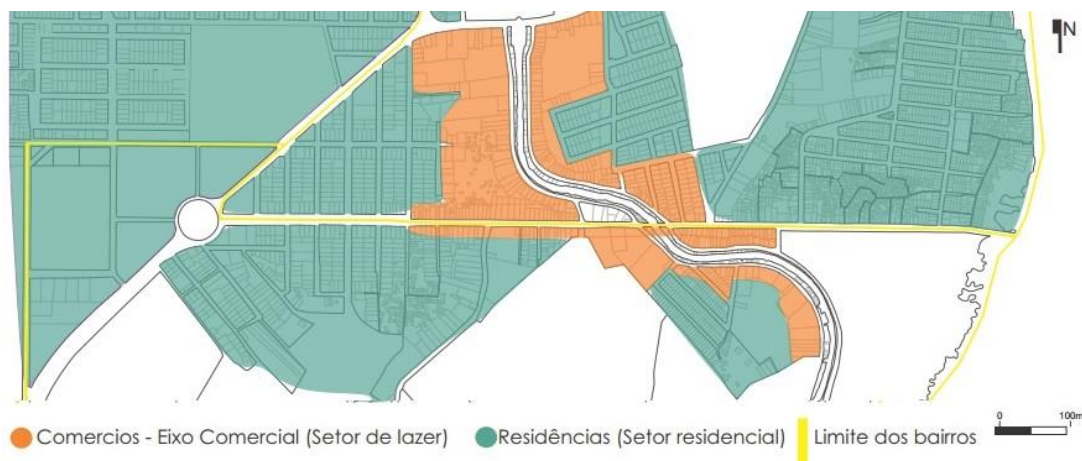 N
Comercios - Eixo Comercial (Setor de lazer) Residências (Setor residencial) Limite dos bairros
0 100m